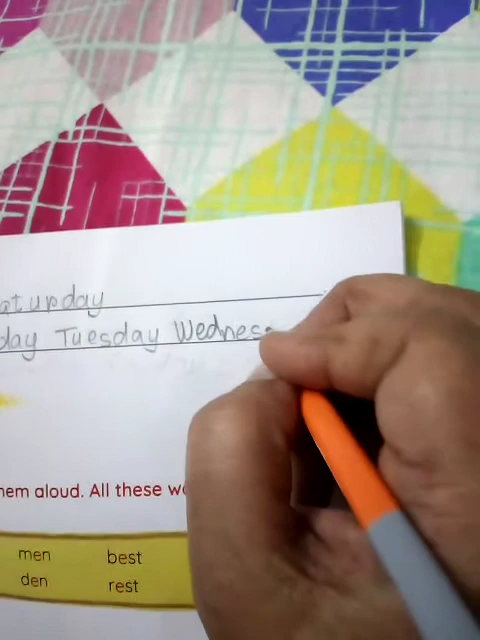 aturday
day Tuesday Wednes
hem aloud. All these
men best
den rest